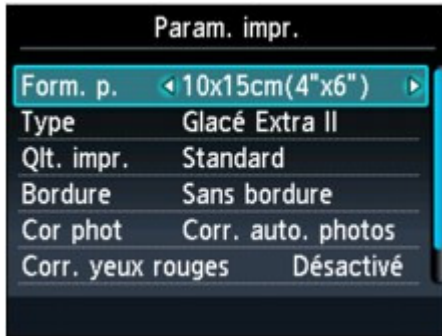 Param. impr.
Form. p. 10x15cm(4"x6")
Type Glacé Extra II
Qlt. impr. Standard
Bordure Sans bordure
Cor phot Corr. auto. photos
Corr. yeux rouges Désactivé